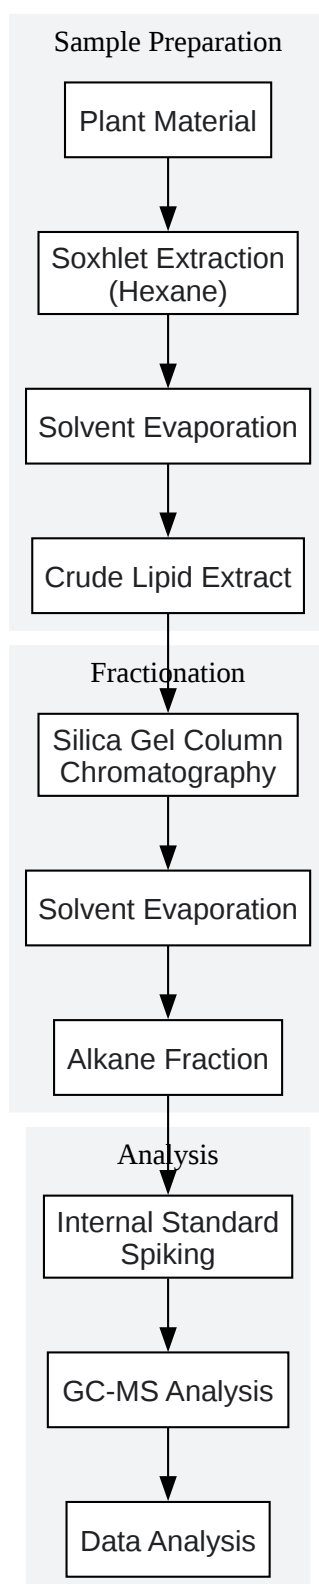 Sample Preparation
Plant Material
Soxhlet Extraction
(Hexane)
Solvent Evaporation
Crude Lipid Extract
Fractionation
Silica Gel Column
Chromatography
Solvent Evaporation
Alkane Fraction
Analysis
Internal Standard
Spiking
GC-MS Analysis
Data Analysis